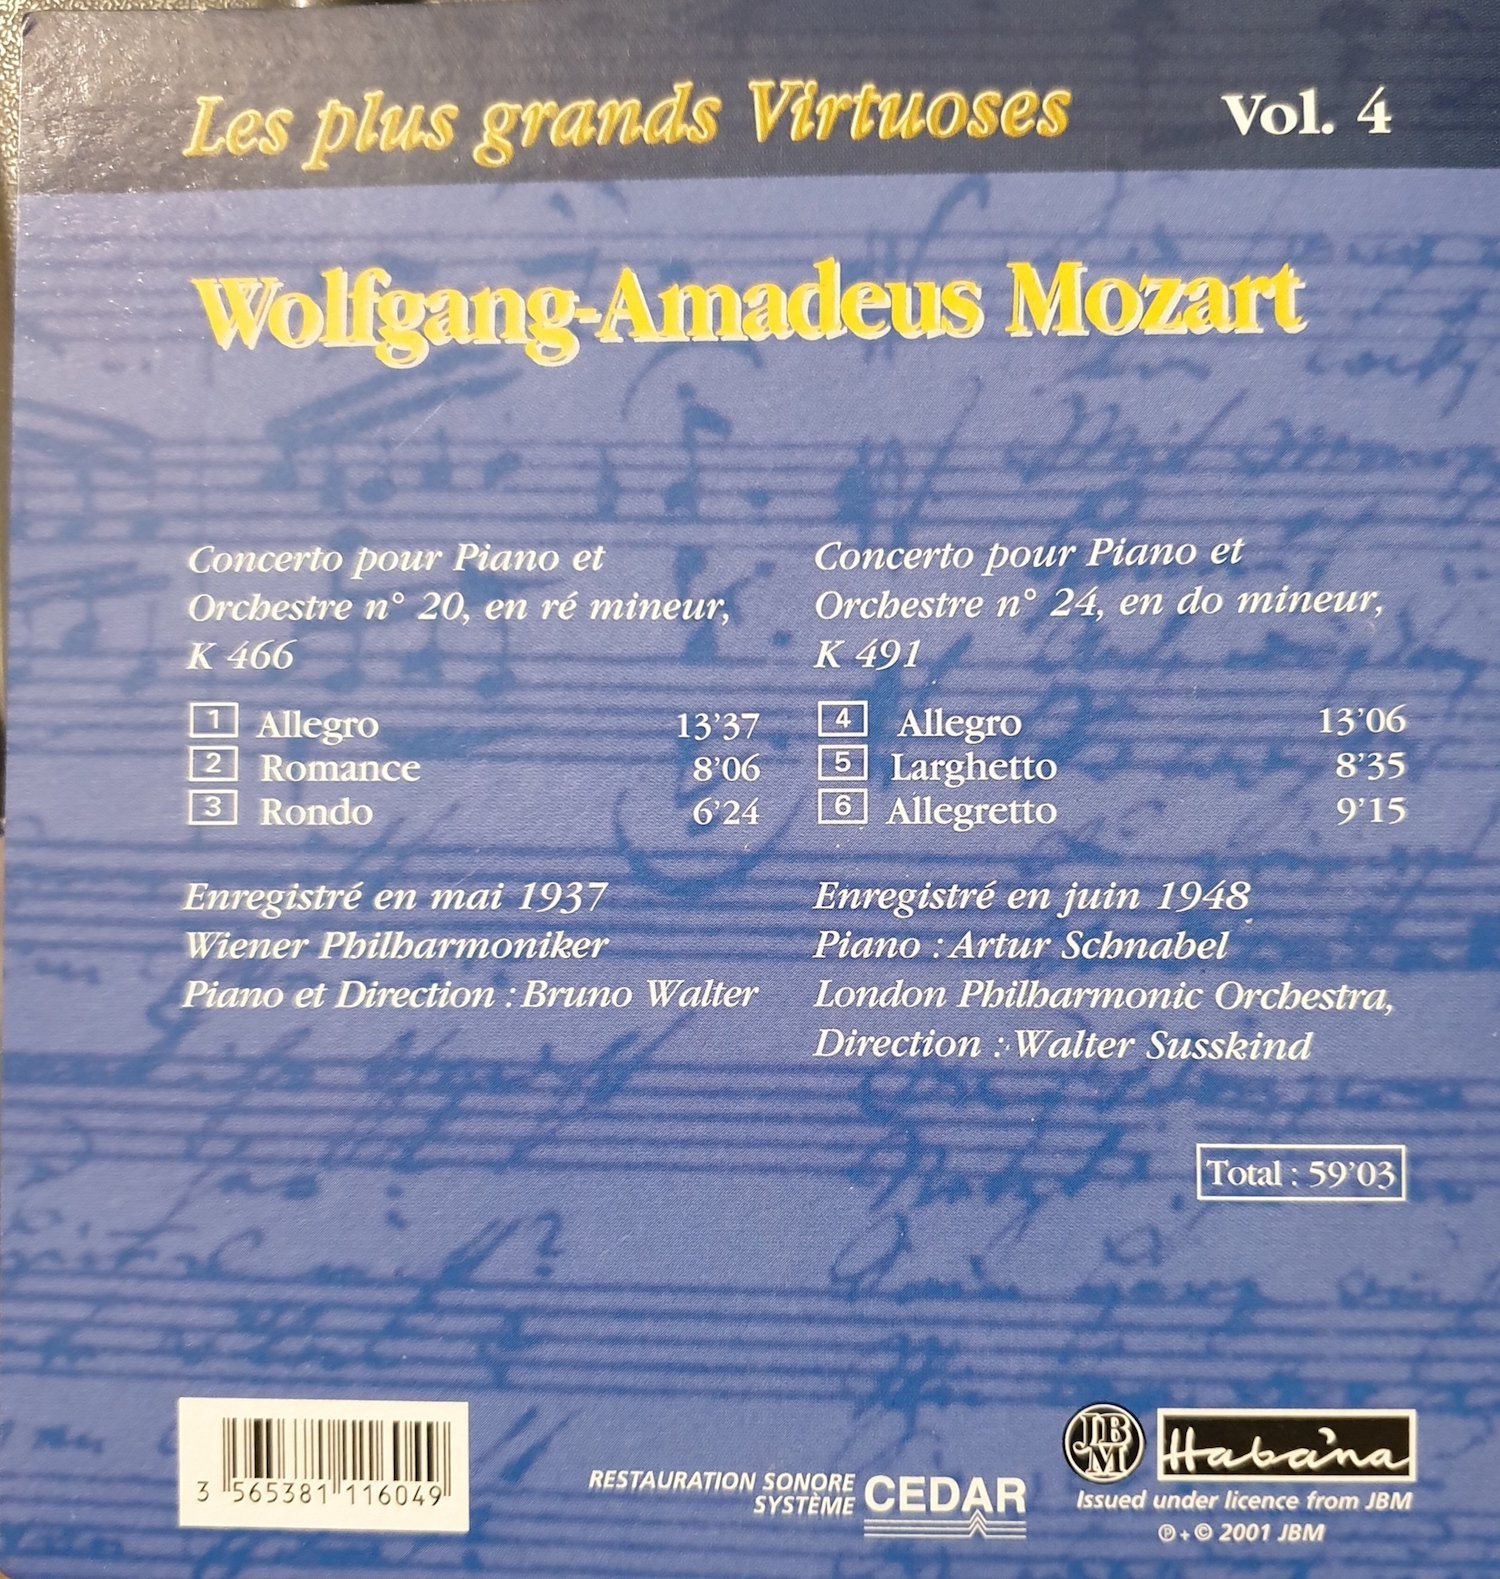 Les plus grands Virtuoses Vol. 4
Wolfgang-Amadeus Mozart
Concerto pour Piano et
Orchestre n° 20, en ré mineur,
K 466
1 Allegro 13'37
2 Romance 8'06
3 Rondo 6'24
Enregistré en mai 1937
Wiener Philharmoniker
Piano et Direction : Bruno Walter
Concerto pour Piano et
Orchestre n° 24, en do mineur,
K 491
4 Allegro 13'06
5 Larghetto 8'35
6 Allegretto 9'15
Enregistré en juin 1948
Piano : Artur Schnabel
London Philharmonic Orchestra,
Direction : Walter Susskind
Total : 59'03
3 565381 116049
RESTAURATION SONORE
SYSTÈME CEDAR
JBM Habana
Issued under licence from JBM
℗ + © 2001 JBM